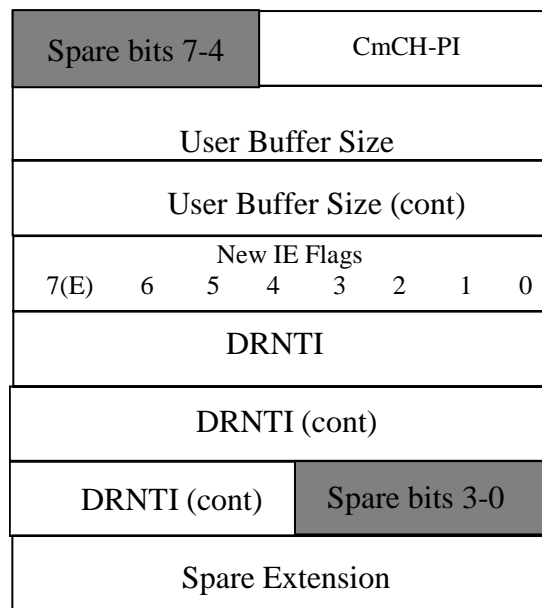 Spare bits 7-4 CmCH-PI
User Buffer Size
User Buffer Size (cont)
New IE Flags
7(E) 6 5 4 3 2 1 0
DRNTI
DRNTI (cont)
DRNTI (cont) Spare bits 3-0
Spare Extension